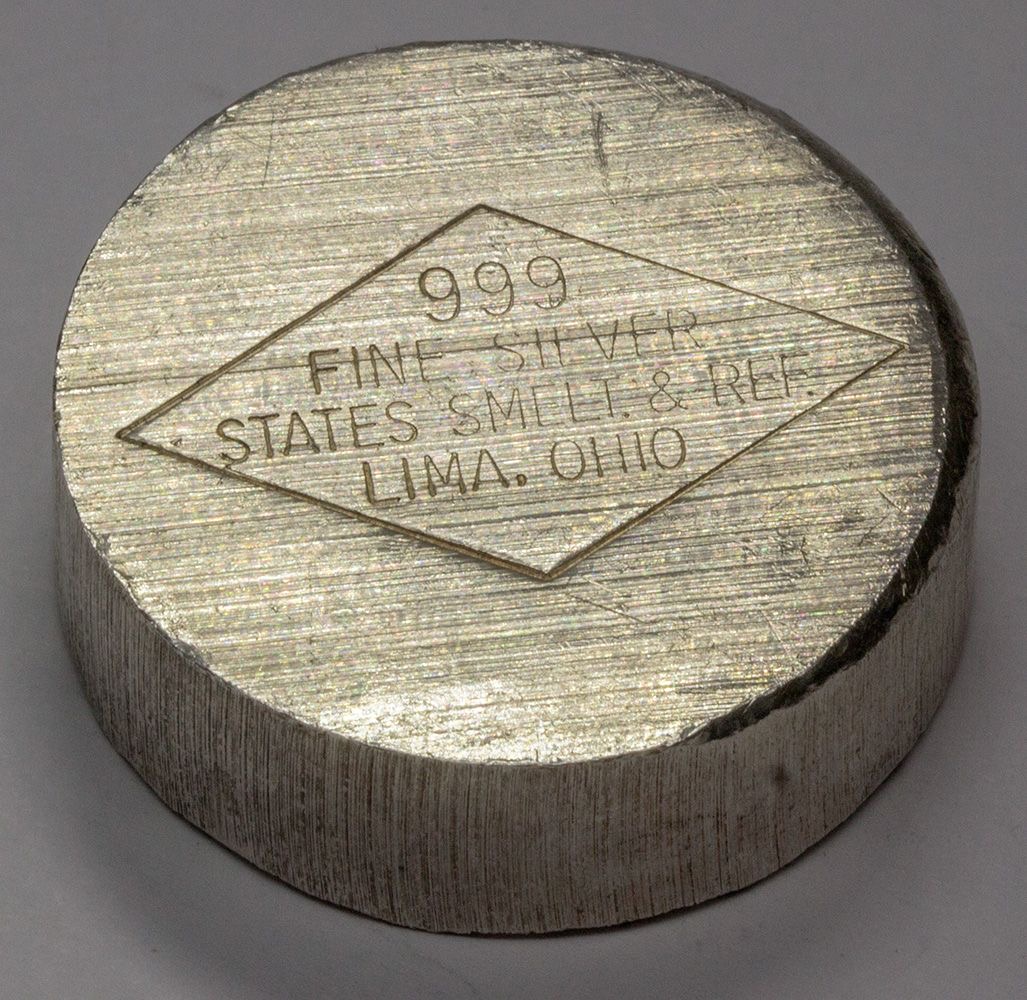 999
FINE SILVER
STATES SMELT. & REF.
LIMA, OHIO